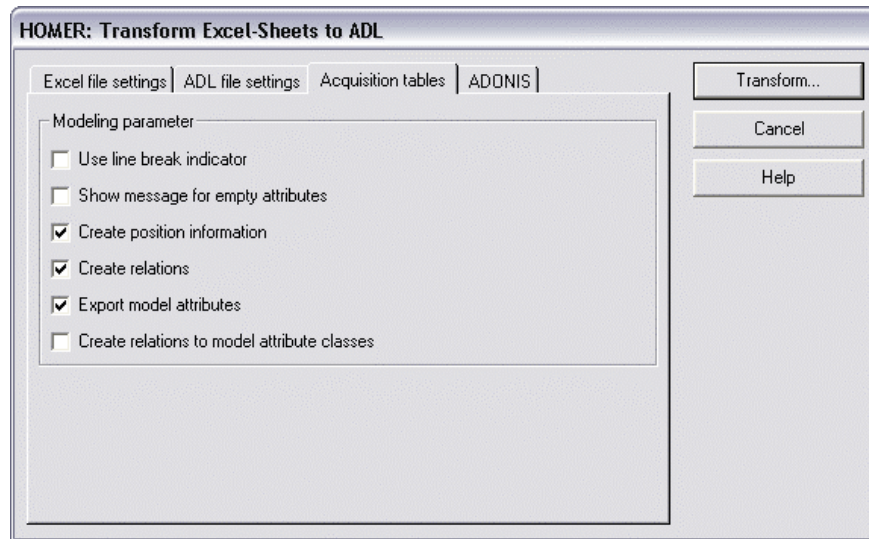 HOMER: Transform Excel-Sheets to ADL
Excel file settings ADL file settings Acquisition tables ADONIS
Transform...
Cancel
Help
Modeling parameter
Use line break indicator
Show message for empty attributes
Create position information
Create relations
Export model attributes
Create relations to model attribute classes